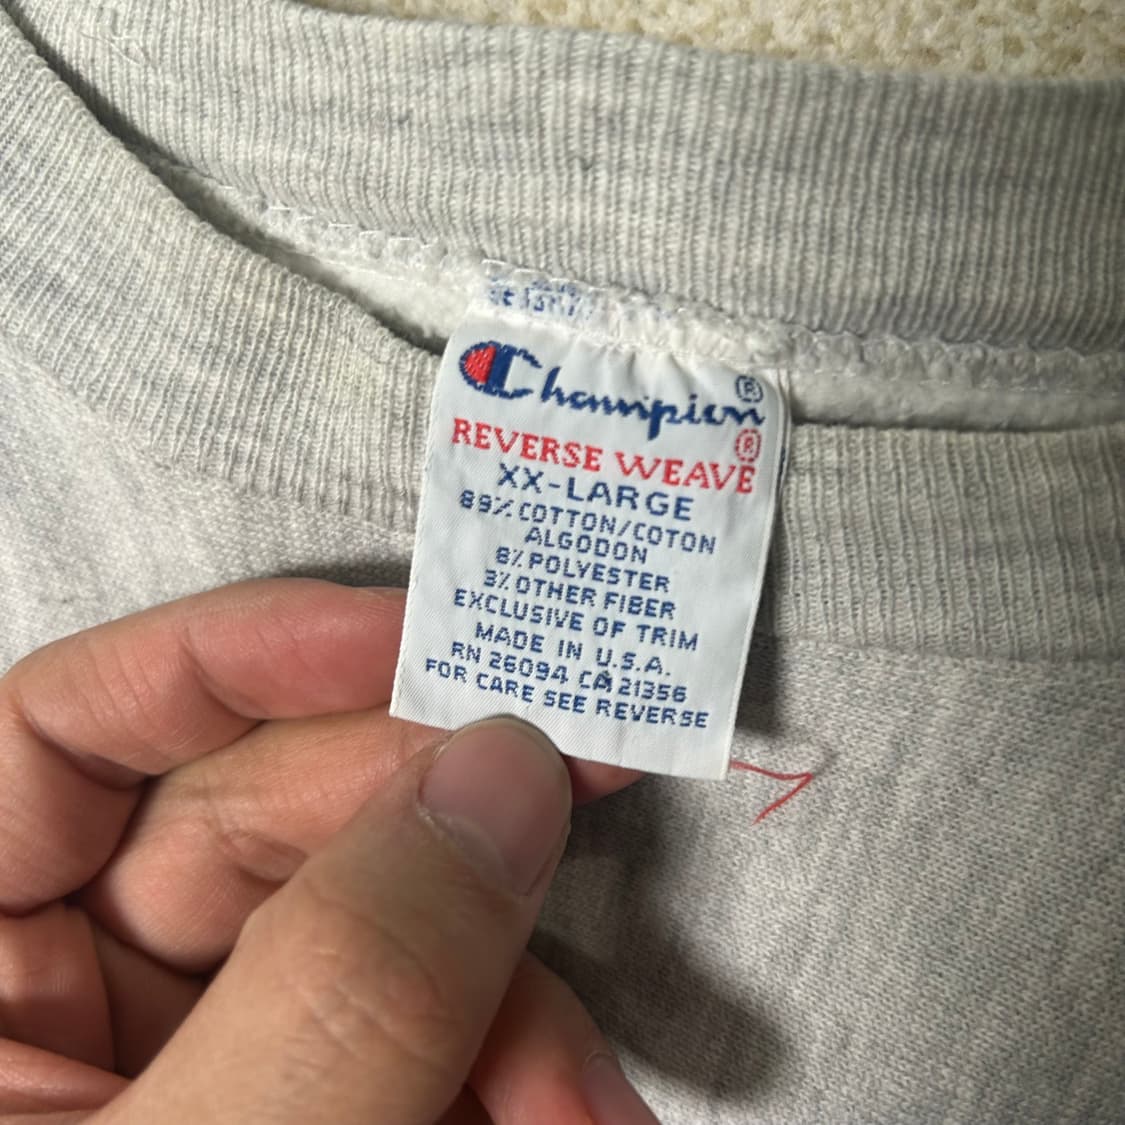 Champion®
REVERSE WEAVE®
XX-LARGE
89% COTTON/COTON
ALGODON
8% POLYESTER
3% OTHER FIBER
EXCLUSIVE OF TRIM
MADE IN U.S.A.
RN 26094 CA 21356
FOR CARE SEE REVERSE